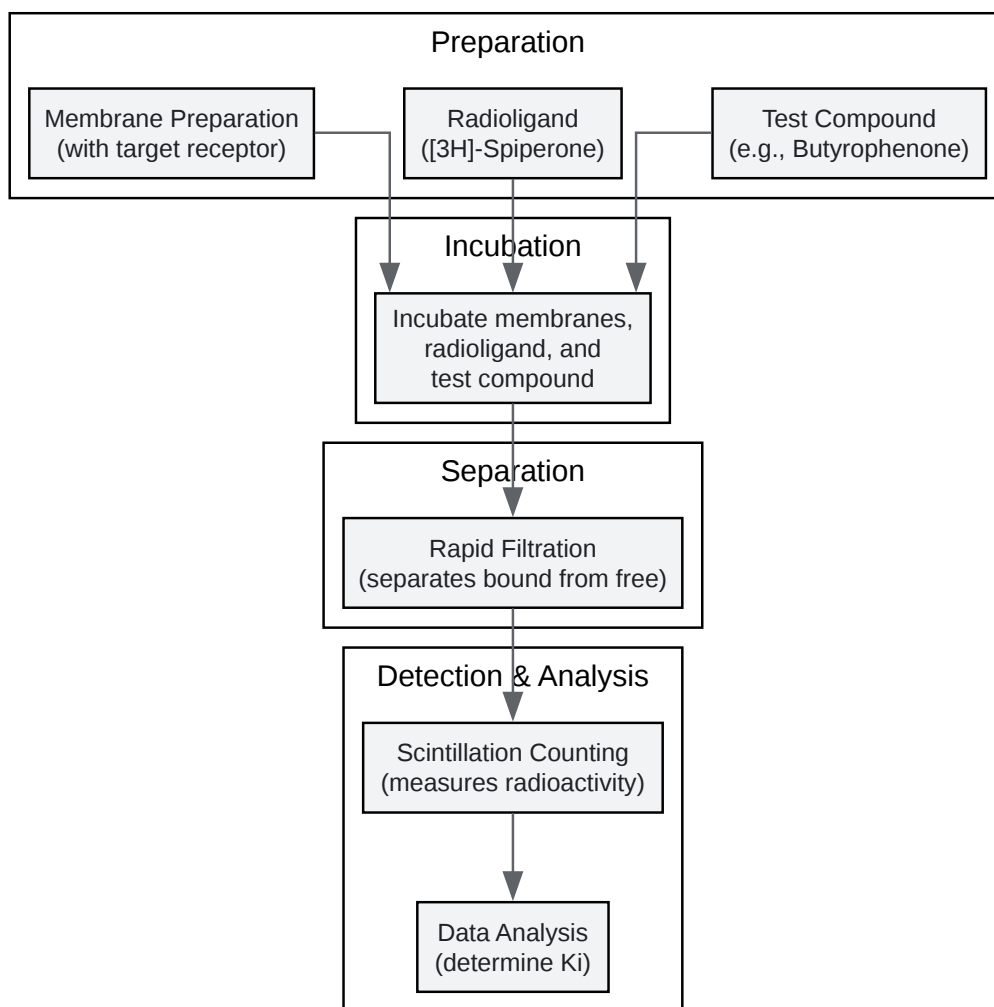 Preparation
Membrane Preparation
(with target receptor)
Radioligand
([3H]-Spiperone)
Test Compound
(e.g., Butyrophenone)
Incubation
Incubate membranes,
radioligand, and
test compound
Separation
Rapid Filtration
(separates bound from free)
Detection & Analysis
Scintillation Counting
(measures radioactivity)
Data Analysis
(determine Ki)